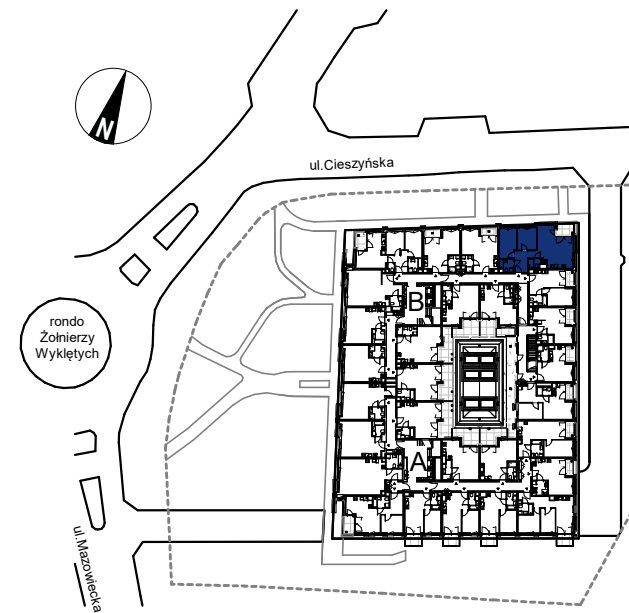 N
ul.Cieszyńska
B
rondo
Żołnierzy
Wyklętych
A
ul.Mazowiecka